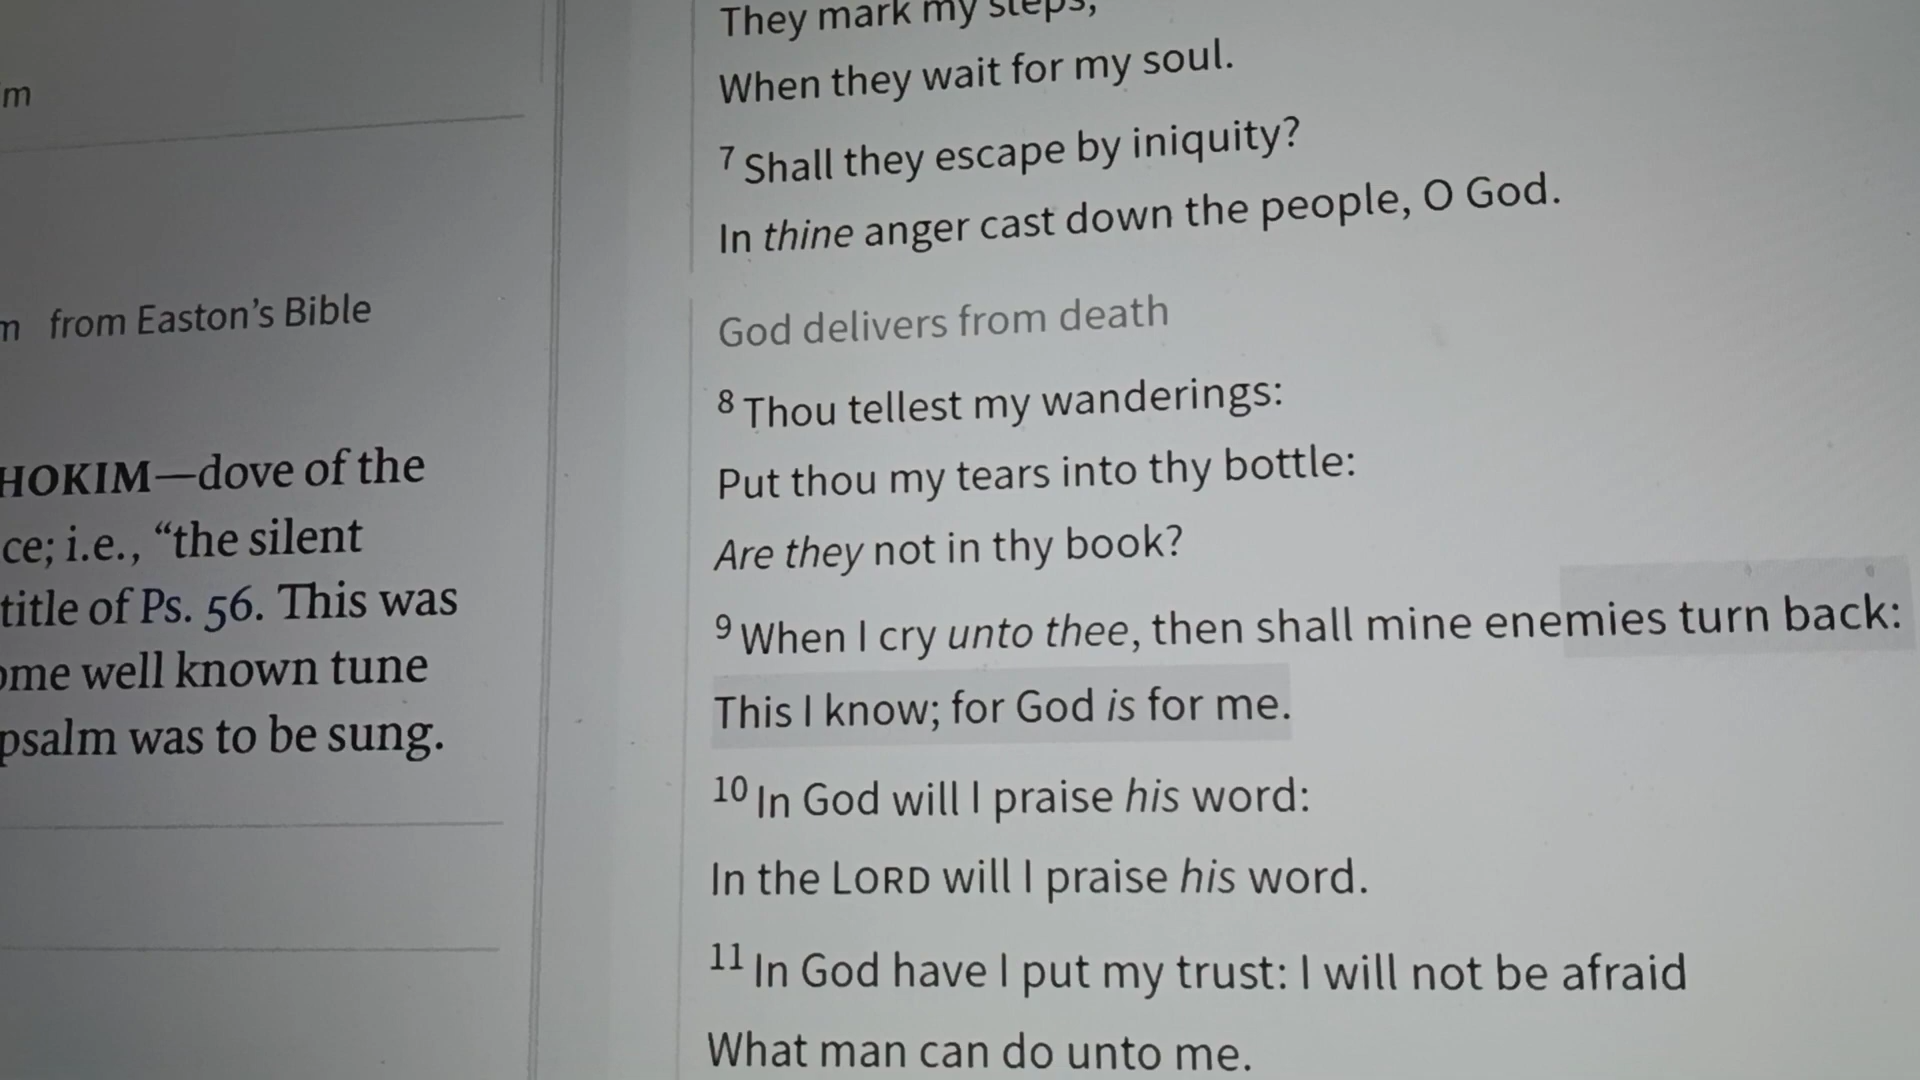 m
m from Easton's Bible
HOKIM—dove of the
ce; i.e., “the silent
title of Ps. 56. This was
ome well known tune
psalm was to be sung.
They mark my steps,
When they wait for my soul.
7 Shall they escape by iniquity?
In thine anger cast down the people, O God.
God delivers from death
8 Thou tellest my wanderings:
Put thou my tears into thy bottle:
Are they not in thy book?
9 When I cry unto thee, then shall mine enemies turn back:
This I know; for God is for me.
10 In God will I praise his word:
In the LORD will I praise his word.
11 In God have I put my trust: I will not be afraid
What man can do unto me.